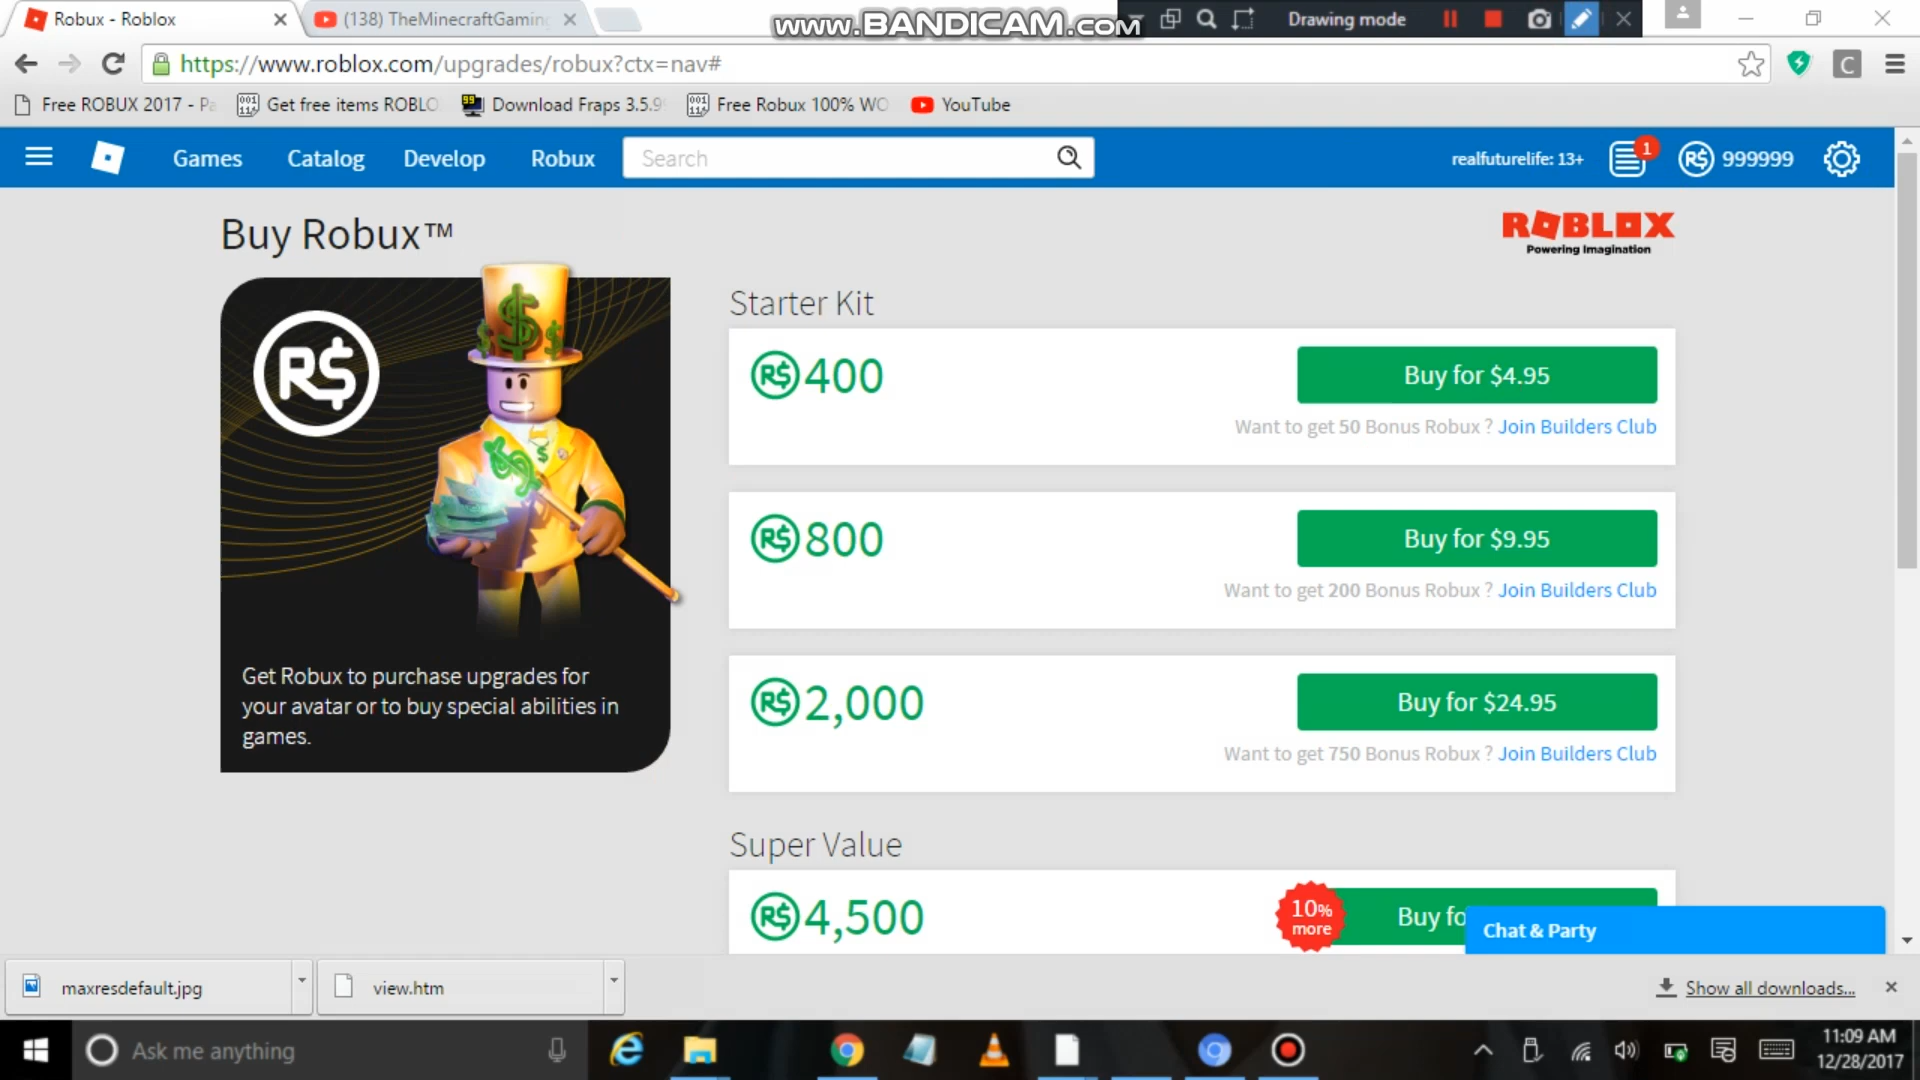 Roblox - Roblox
(138) TheMinecraftGaming
www.BANDICAM.com
Drawing mode
https://www.roblox.com/upgrades/robux?ctx=nav#
C
Free ROBUX 2017 - Pa
Get free items ROBLO
99
Download Fraps 3.5.9
Free Robux 100% WO
YouTube
Games
Catalog
Develop
Robux
Search
realfuturelife: 13+
1
R$ 999999
Buy Robux™
ROBLOX
Powering Imagination
R$
Get Robux to purchase upgrades for
your avatar or to buy special abilities in
games.
Starter Kit
R$ 400
Buy for $4.95
Want to get 50 Bonus Robux ? Join Builders Club
R$ 800
Buy for $9.95
Want to get 200 Bonus Robux ? Join Builders Club
R$ 2,000
Buy for $24.95
Want to get 750 Bonus Robux ? Join Builders Club
Super Value
R$ 4,500
10%
more
Buy fo
Chat & Party
maxresdefault.jpg
view.htm
Show all downloads...
Ask me anything
11:09 AM
12/28/2017